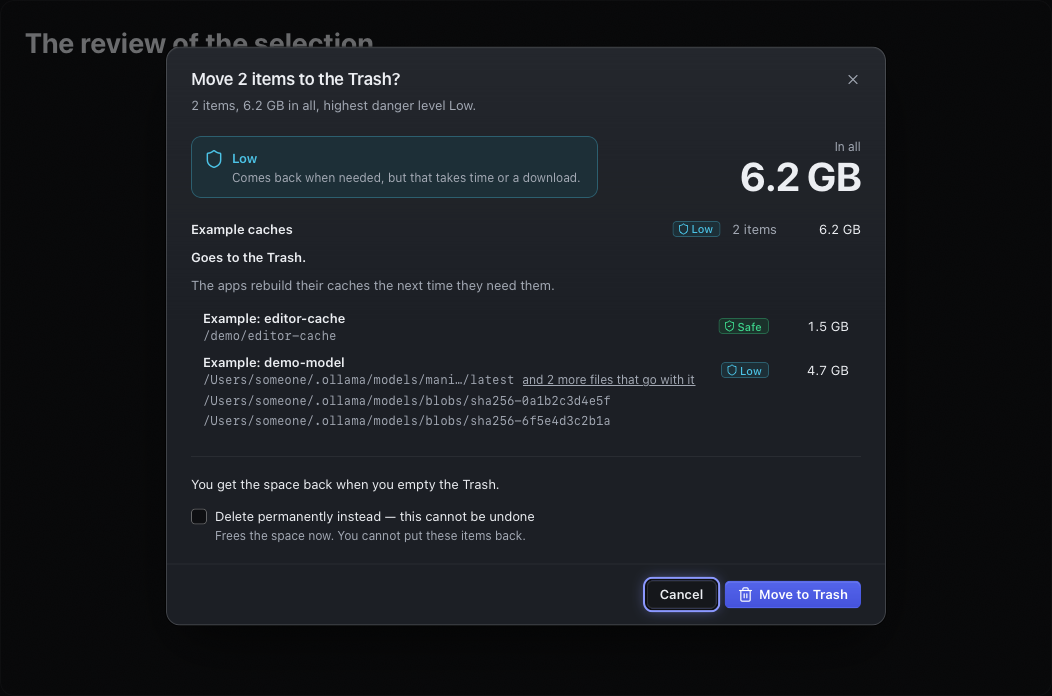 The review of the selection
Move 2 items to the Trash?
2 items, 6.2 GB in all, highest danger level Low.
Low
Comes back when needed, but that takes time or a download.
In all
6.2 GB
Example caches Low 2 items 6.2 GB
Goes to the Trash.
The apps rebuild their caches the next time they need them.
Example: editor-cache
/demo/editor-cache
Safe 1.5 GB
Example: demo-model
/Users/someone/.ollama/models/mani…/latest and 2 more files that go with it
Low 4.7 GB
/Users/someone/.ollama/models/blobs/sha256-0a1b2c3d4e5f
/Users/someone/.ollama/models/blobs/sha256-6f5e4d3c2b1a
You get the space back when you empty the Trash.
Delete permanently instead — this cannot be undone
Frees the space now. You cannot put these items back.
Cancel Move to Trash